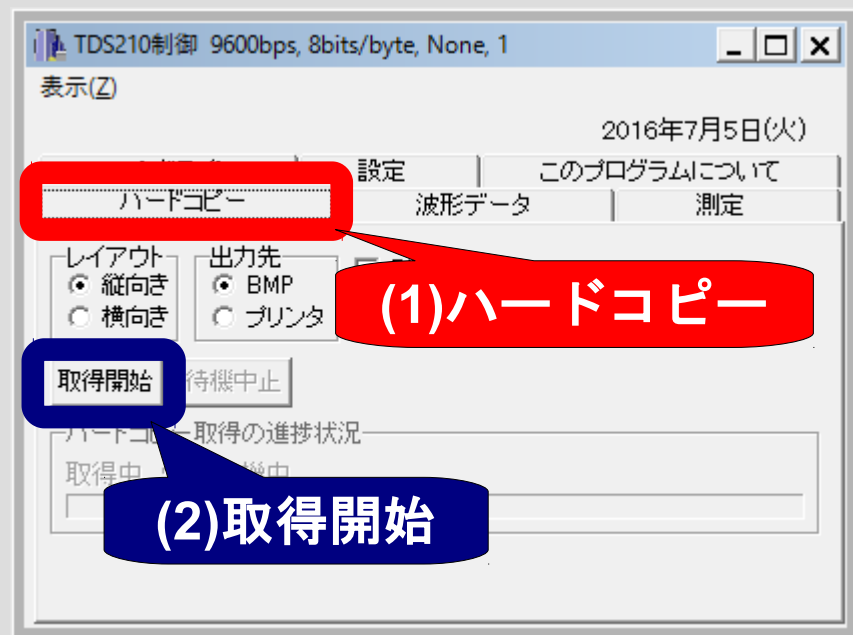 TDS210制御 9600bps, 8bits/byte, None, 1
表示(Z)
2016年7月5日(火)
設定 このプログラムについて
ハードコピー 波形データ 測定
レイアウト 出力先
縦向き BMP
横向き プリンタ
(1)ハードコピー
取得開始 待機中止
ハードコピー取得の進捗状況
取得中
(2)取得開始